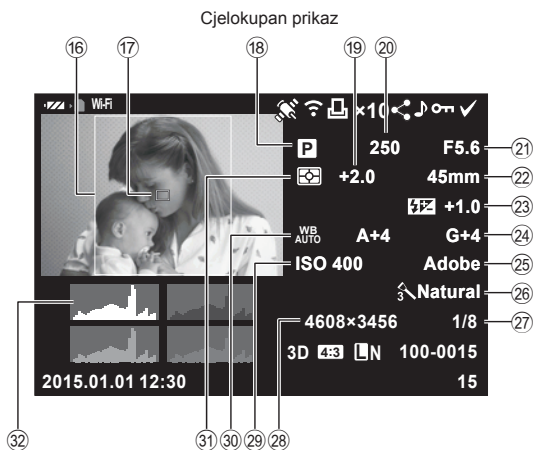 Cjelokupan prikaz
16 17 18 19 20
Wi-Fi ×10
P 250 F5.6 21
+2.0 45mm 22
+1.0 23
31 30 WB AUTO A+4 G+4 24
29 ISO 400 Adobe 25
3 Natural 26
32 28 4608×3456 1/8 27
3D 4:3 LN 100-0015
2015.01.01 12:30 15